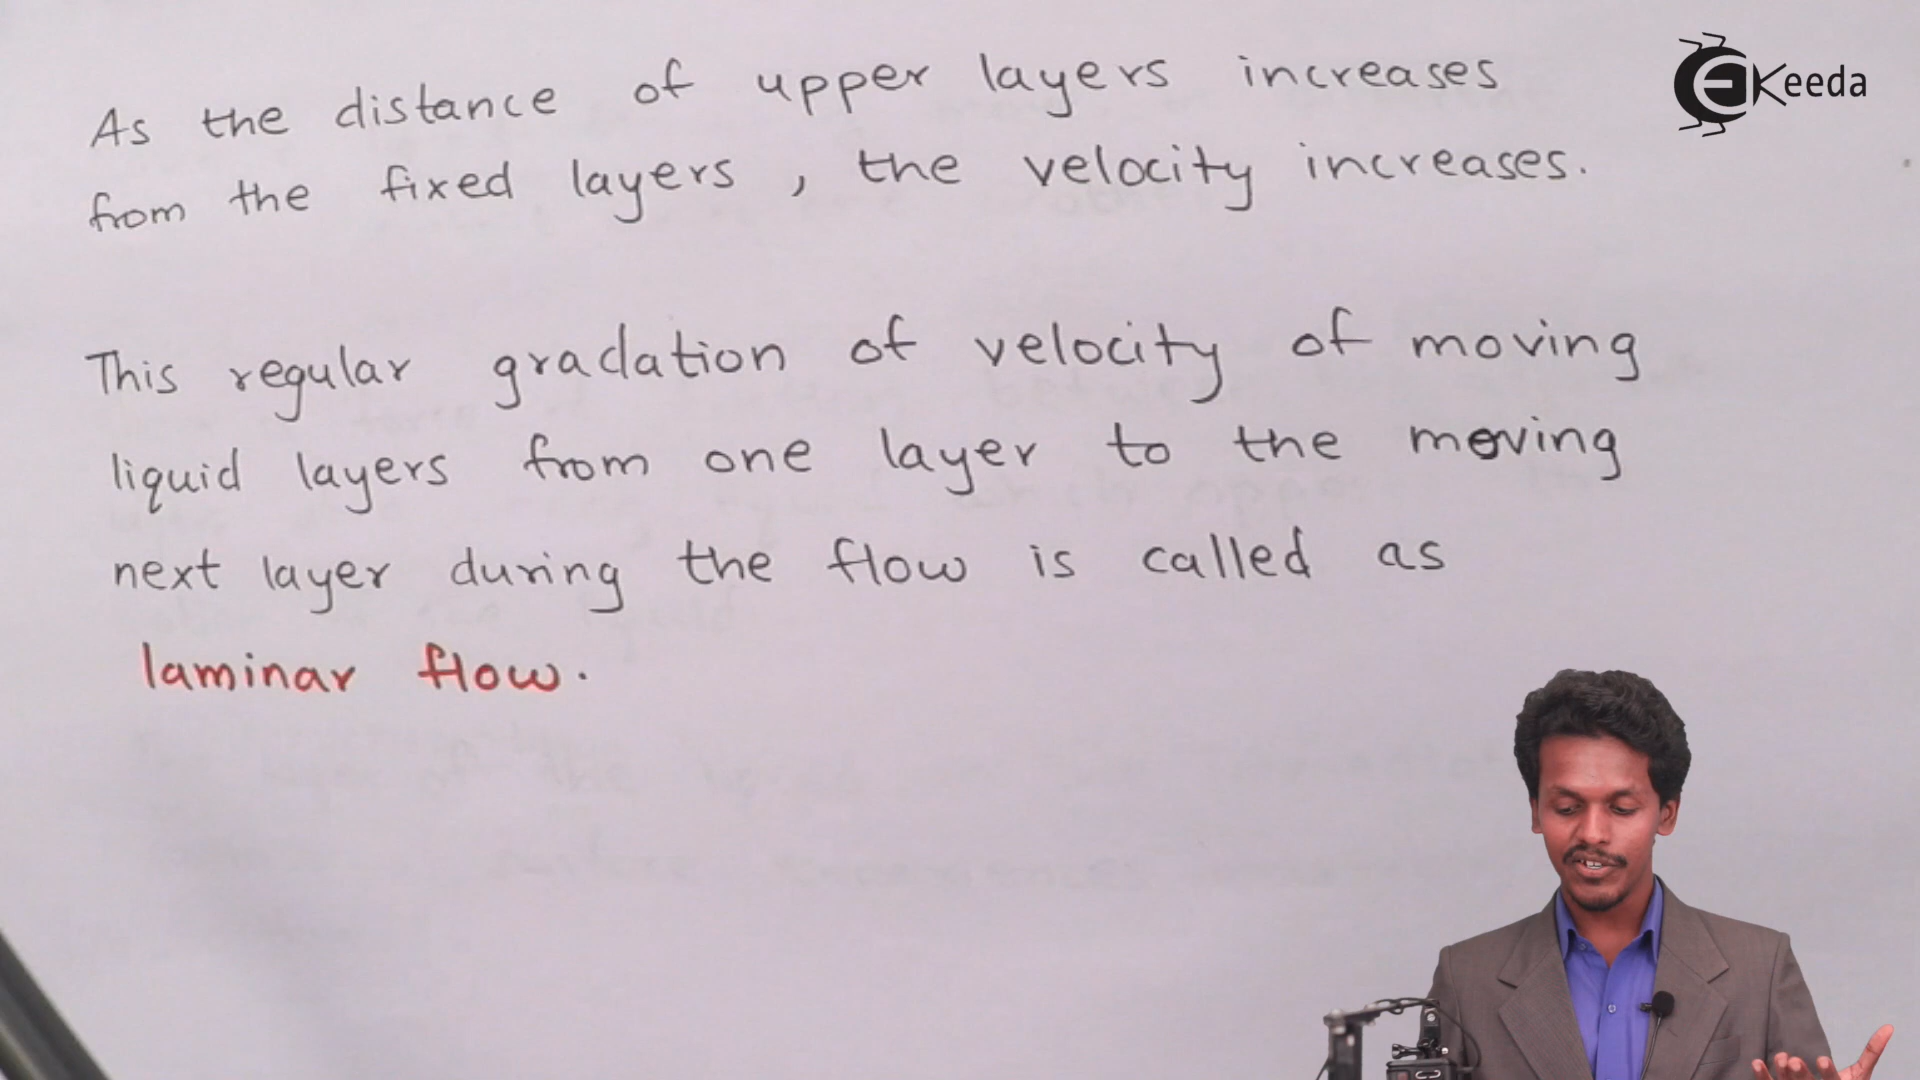 As the distance of upper layers increases
from the fixed layers, the velocity increases.
This regular gradation of velocity of moving
liquid layers from one layer to the moving
next layer during the flow is called as
laminar flow.
EKeeda